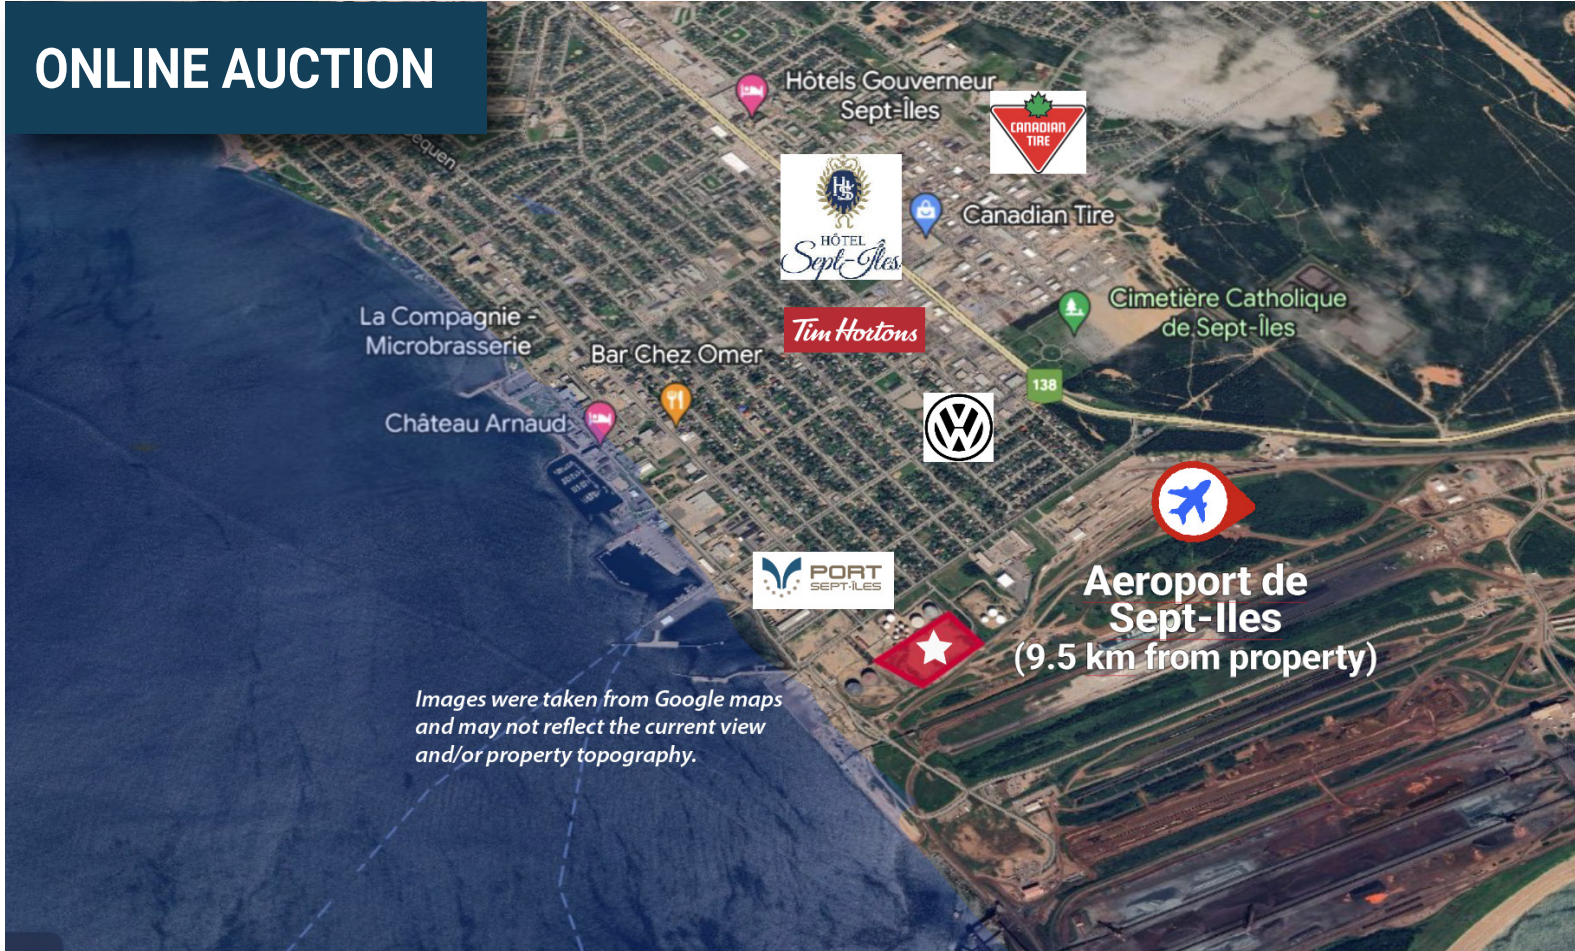 ONLINE AUCTION
equen
Hôtels Gouverneur
Sept-Îles
CANADIAN
TIRE
HÔTEL
Sept-Îles
Canadian Tire
Cimetière Catholique
de Sept-Îles
La Compagnie -
Microbrasserie
Tim Hortons
Bar Chez Omer
138
Château Arnaud
PORT
SEPT-ÎLES
Aeroport de
Sept-Iles
(9.5 km from property)
Images were taken from Google maps
and may not reflect the current view
and/or property topography.